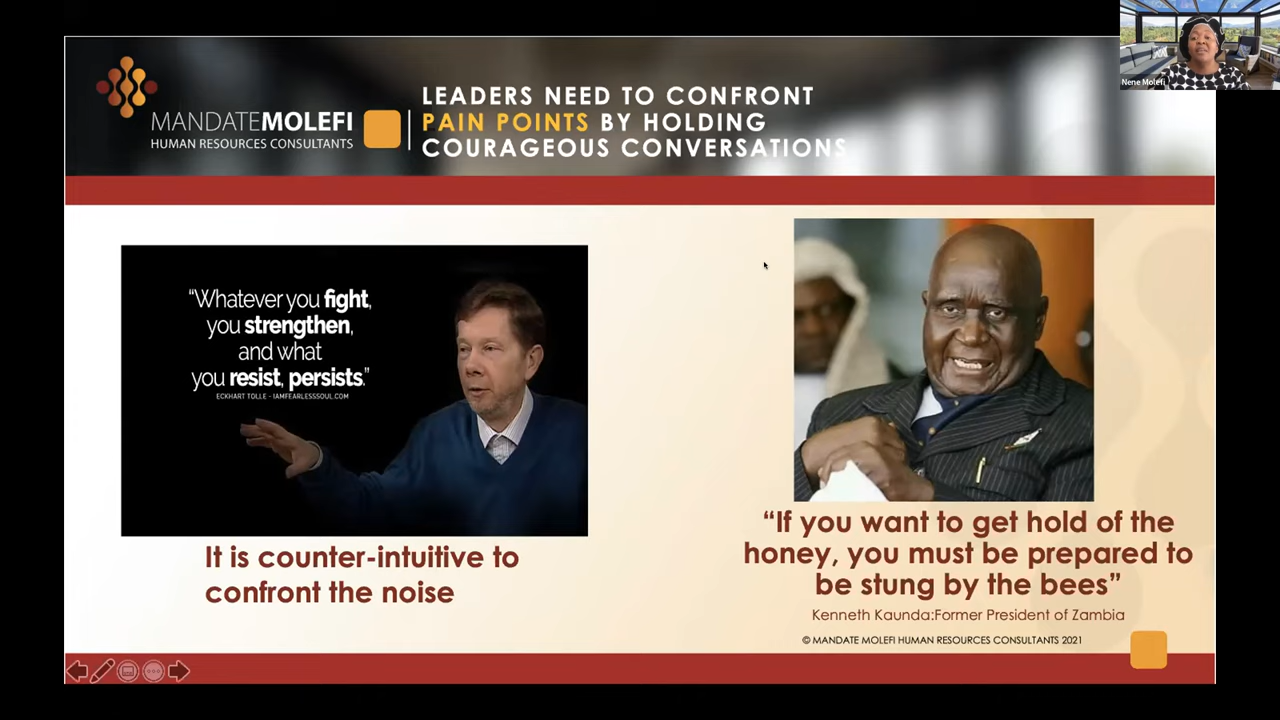 Nene Molefi
MANDATEMOLEFI
HUMAN RESOURCES CONSULTANTS
LEADERS NEED TO CONFRONT
PAIN POINTS BY HOLDING
COURAGEOUS CONVERSATIONS
“Whatever you fight,
you strengthen,
and what
you resist, persists.”
ECKHART TOLLE - IAMFEARLESSSOUL.COM
It is counter-intuitive to
confront the noise
“If you want to get hold of the
honey, you must be prepared to
be stung by the bees”
Kenneth Kaunda:Former President of Zambia
© MANDATE MOLEFI HUMAN RESOURCES CONSULTANTS 2021